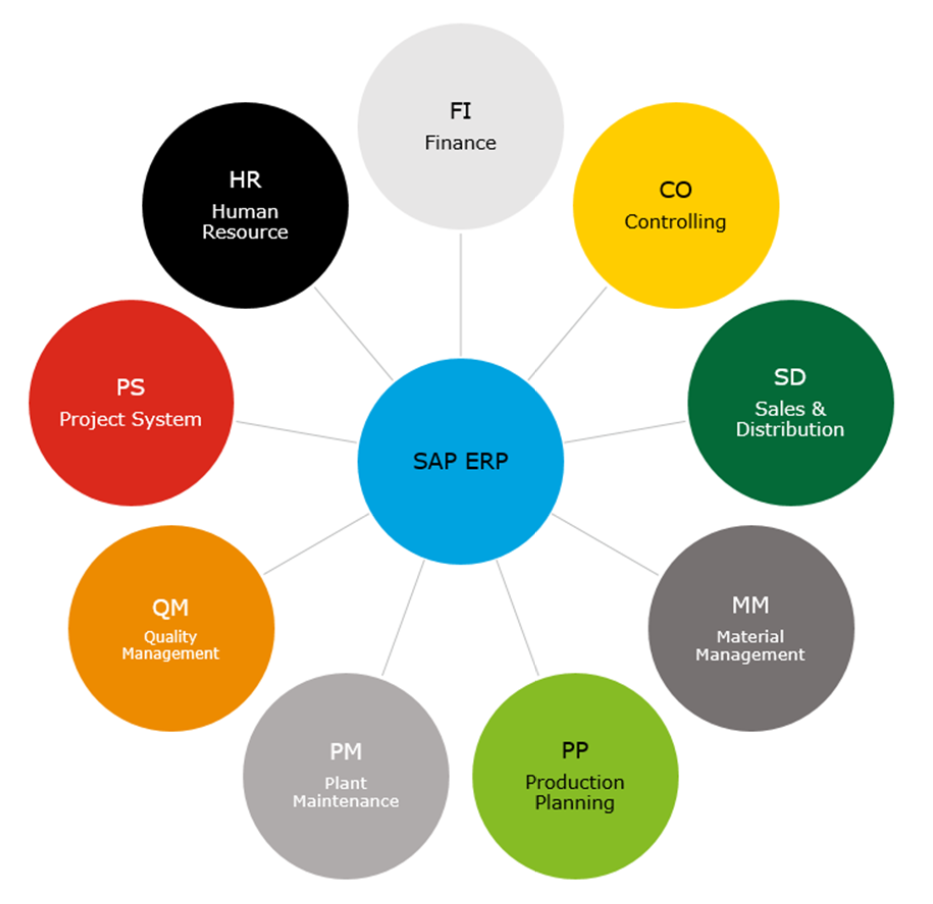 FI
Finance
CO
Controlling
SD
Sales &
Distribution
MM
Material
Management
PP
Production
Planning
PM
Plant
Maintenance
QM
Quality
Management
PS
Project System
HR
Human
Resource
SAP ERP